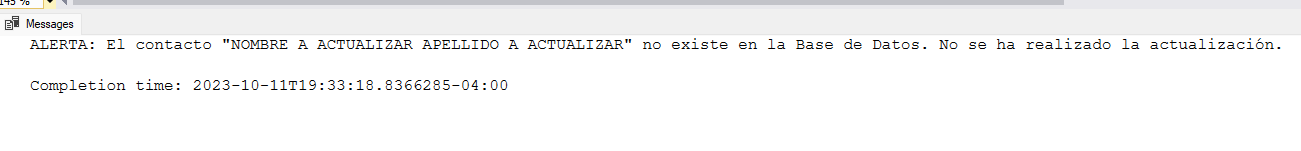 145 %
Messages
ALERTA: El contacto "NOMBRE A ACTUALIZAR APELLIDO A ACTUALIZAR" no existe en la Base de Datos. No se ha realizado la actualización.
Completion time: 2023-10-11T19:33:18.8366285-04:00